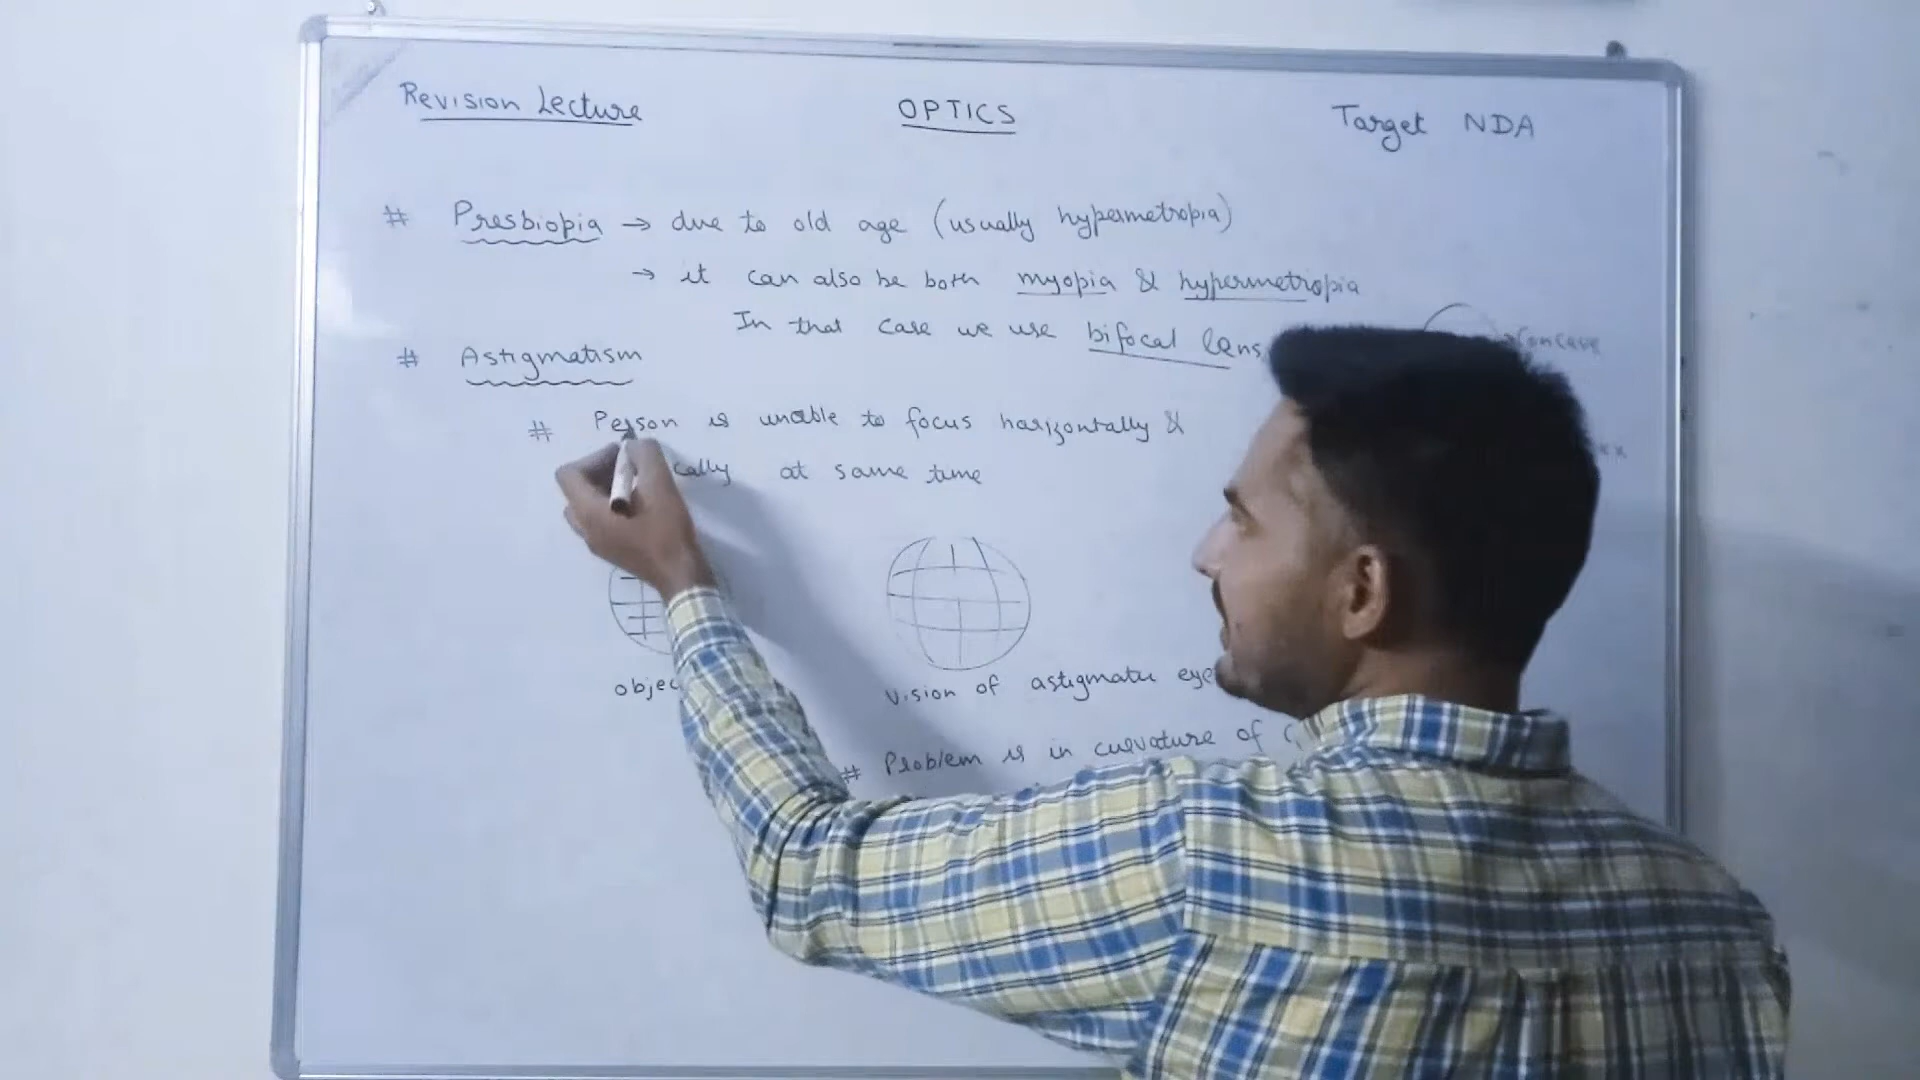 Revision Lecture
OPTICS
Target NDA
# Presbiopia → due to old age (usually hypermetropia)
→ it can also be both myopia & hypermetropia
In that case we use bifocal lens
Concave
# Astigmatism
# Person is unable to focus harizontally &
cally at same time
objec
vision of astigmatic eye
# Problem is in curvature of